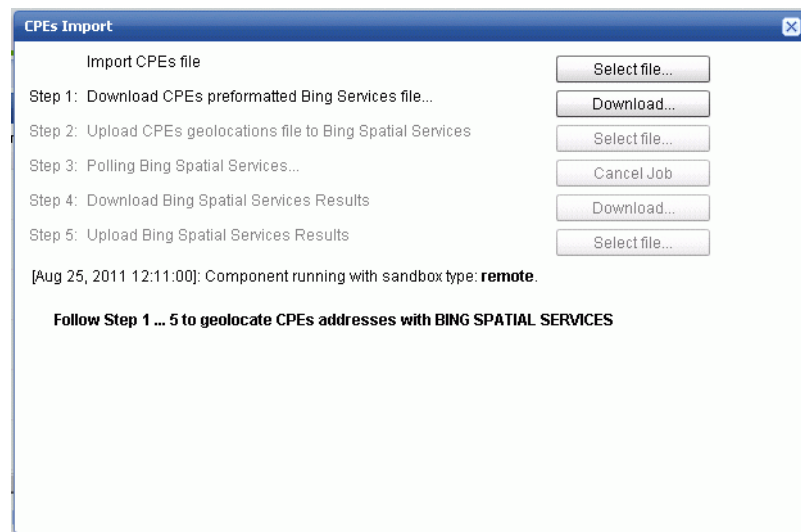 CPEs Import
Import CPEs file Select file...
Step 1: Download CPEs preformatted Bing Services file... Download...
Step 2: Upload CPEs geolocations file to Bing Spatial Services Select file...
Step 3: Polling Bing Spatial Services... Cancel Job
Step 4: Download Bing Spatial Services Results Download...
Step 5: Upload Bing Spatial Services Results Select file...
[Aug 25, 2011 12:11:00]: Component running with sandbox type: remote.
Follow Step 1 ... 5 to geolocate CPEs addresses with BING SPATIAL SERVICES